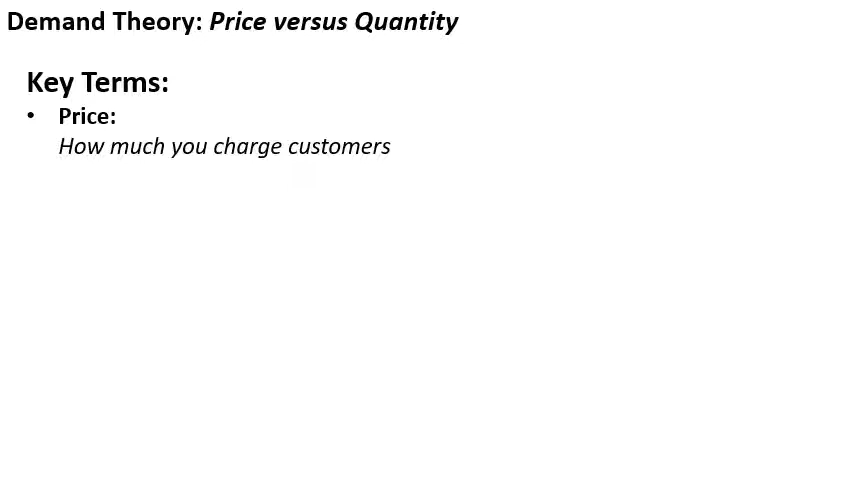 Demand Theory: Price versus Quantity
Key Terms:
• Price:
How much you charge customers